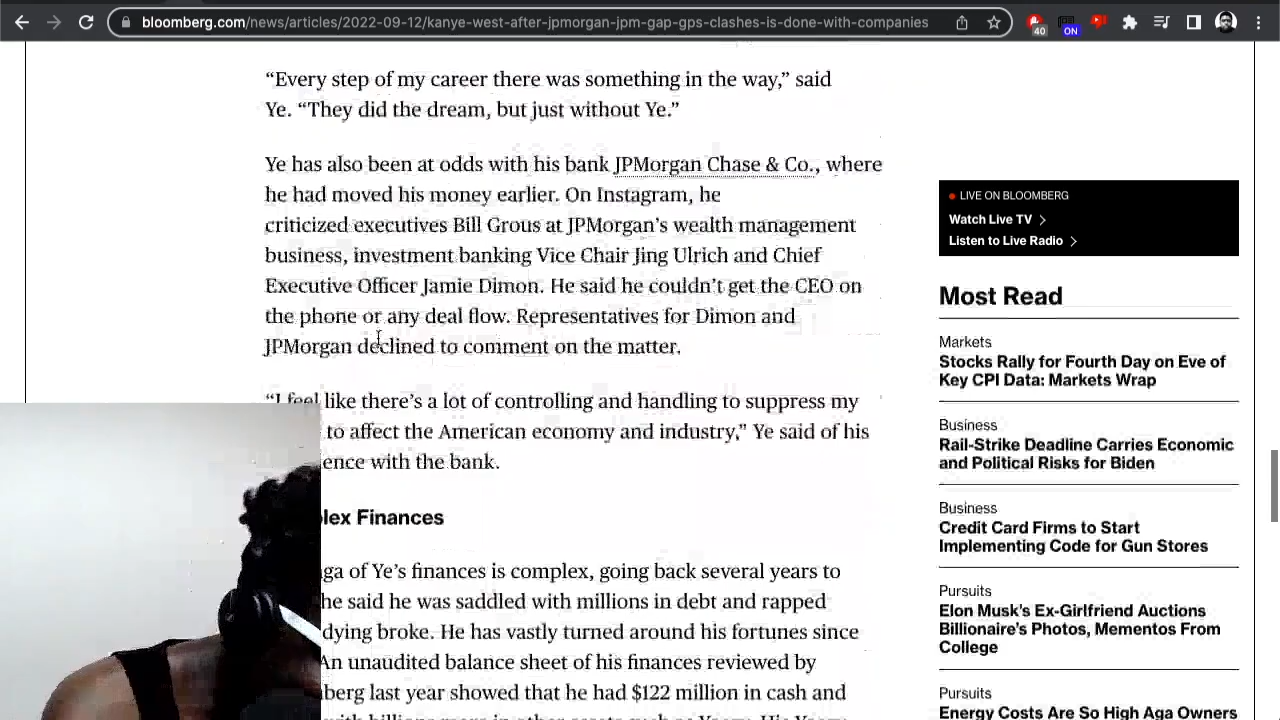 bloomberg.com/news/articles/2022-09-12/kanye-west-after-jpmorgan-jpm-gap-gps-clashes-is-done-with-companies
40
ON
“Every step of my career there was something in the way,” said
Ye. “They did the dream, but just without Ye.”
Ye has also been at odds with his bank JPMorgan Chase & Co., where
he had moved his money earlier. On Instagram, he
criticized executives Bill Grous at JPMorgan’s wealth management
business, investment banking Vice Chair Jing Ulrich and Chief
Executive Officer Jamie Dimon. He said he couldn’t get the CEO on
the phone or any deal flow. Representatives for Dimon and
JPMorgan declined to comment on the matter.
“I feel like there’s a lot of controlling and handling to suppress my
to affect the American economy and industry,” Ye said of his
ence with the bank.
lex Finances
ga of Ye’s finances is complex, going back several years to
he said he was saddled with millions in debt and rapped
dying broke. He has vastly turned around his fortunes since
An unaudited balance sheet of his finances reviewed by
berg last year showed that he had $122 million in cash and
LIVE ON BLOOMBERG
Watch Live TV
Listen to Live Radio
Most Read
Markets
Stocks Rally for Fourth Day on Eve of
Key CPI Data: Markets Wrap
Business
Rail-Strike Deadline Carries Economic
and Political Risks for Biden
Business
Credit Card Firms to Start
Implementing Code for Gun Stores
Pursuits
Elon Musk’s Ex-Girlfriend Auctions
Billionaire’s Photos, Mementos From
College
Pursuits
Energy Costs Are So High Aga Owners